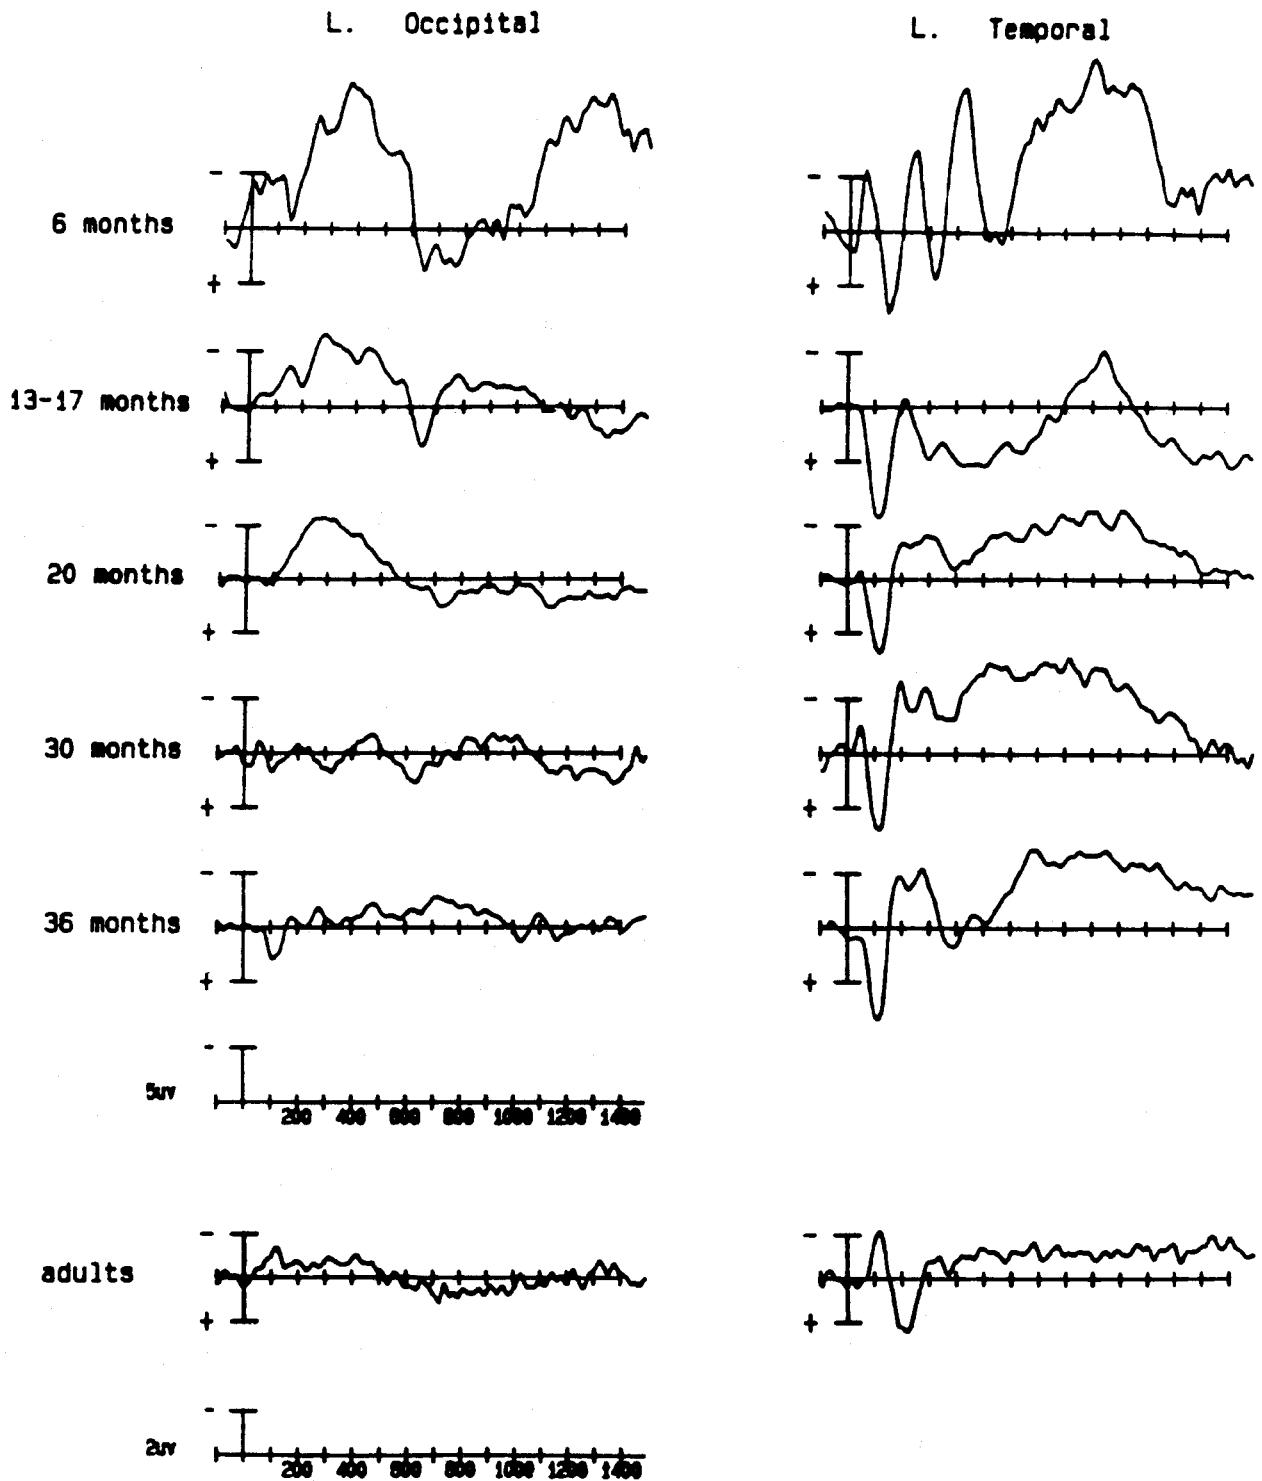 L. Occipital
L. Temporal
-
-
6 months
+
+
-
-
13-17 months
+
+
-
-
20 months
+
+
-
-
30 months
+
+
-
-
36 months
+
+
-
5uv
200 400 600 800 1000 1200 1400
-
-
adults
+
+
-
2uv
200 400 600 800 1000 1200 1400